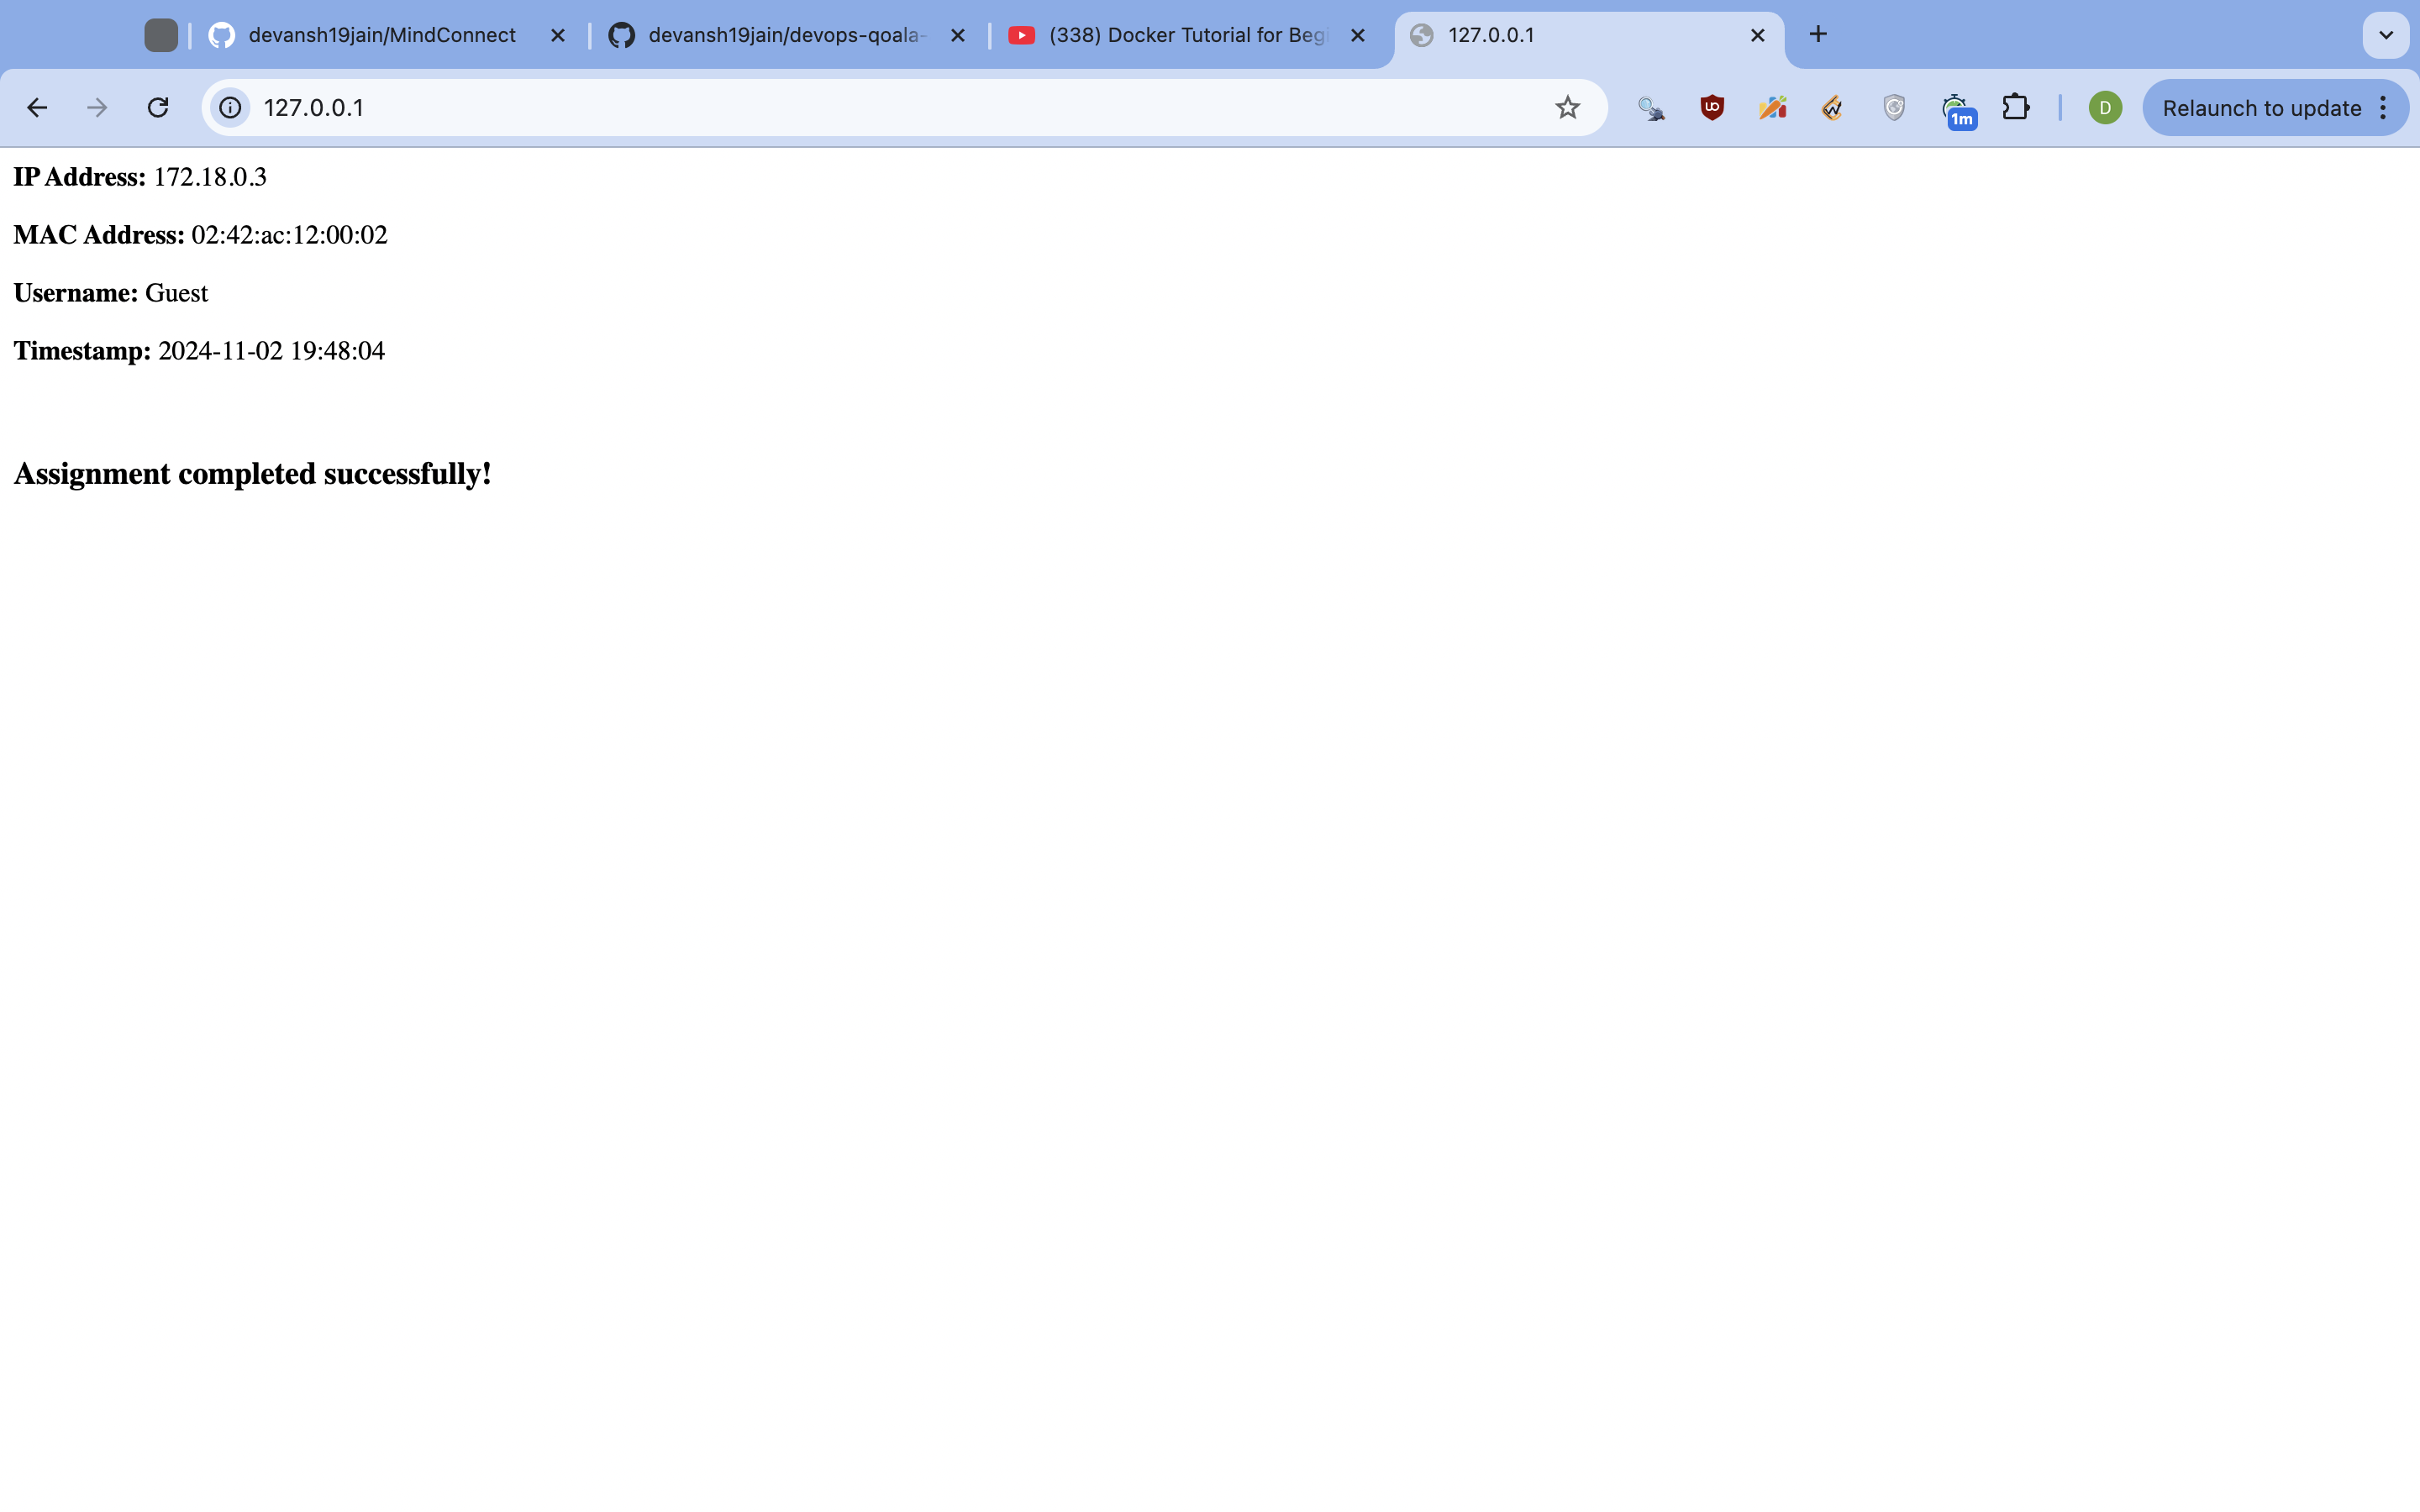 devansh19jain/MindConnect
devansh19jain/devops-qoala-
(338) Docker Tutorial for Beg
127.0.0.1
127.0.0.1
1m
D
Relaunch to update
IP Address: 172.18.0.3
MAC Address: 02:42:ac:12:00:02
Username: Guest
Timestamp: 2024-11-02 19:48:04
Assignment completed successfully!